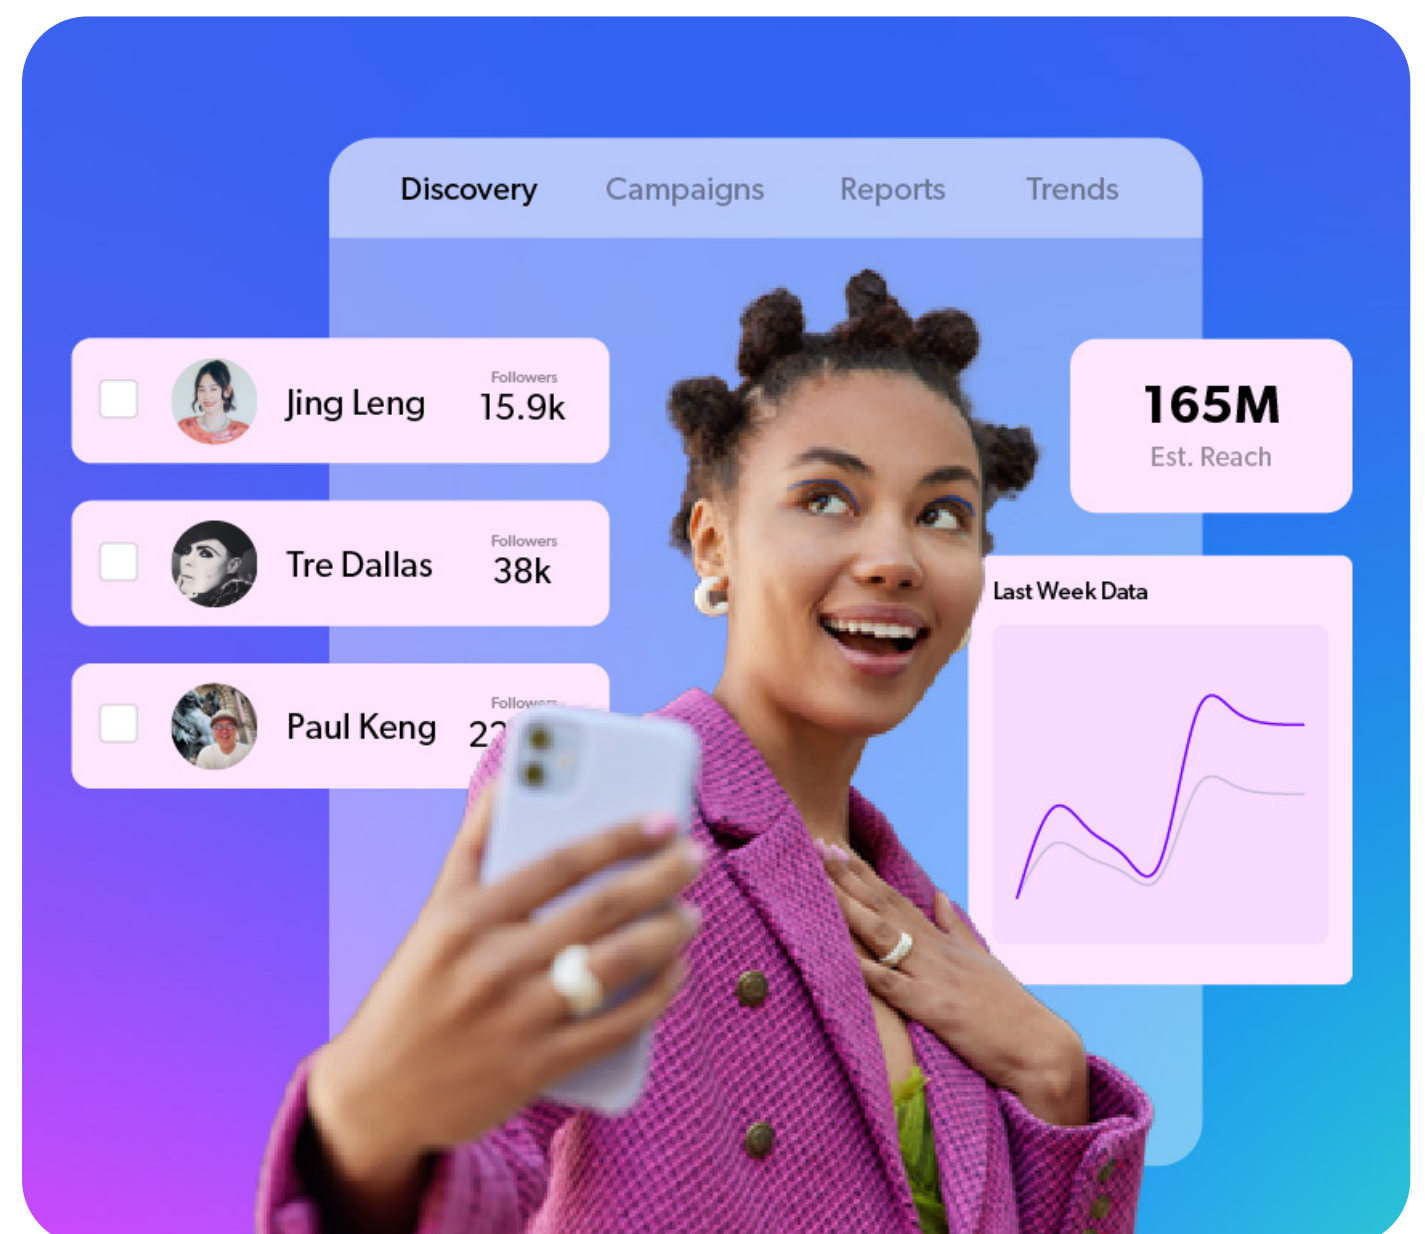 Discovery Campaigns Reports Trends
Followers
Jing Leng 15.9k
Followers
Tre Dallas 38k
Followers
Paul Keng
165M
Est. Reach
Last Week Data